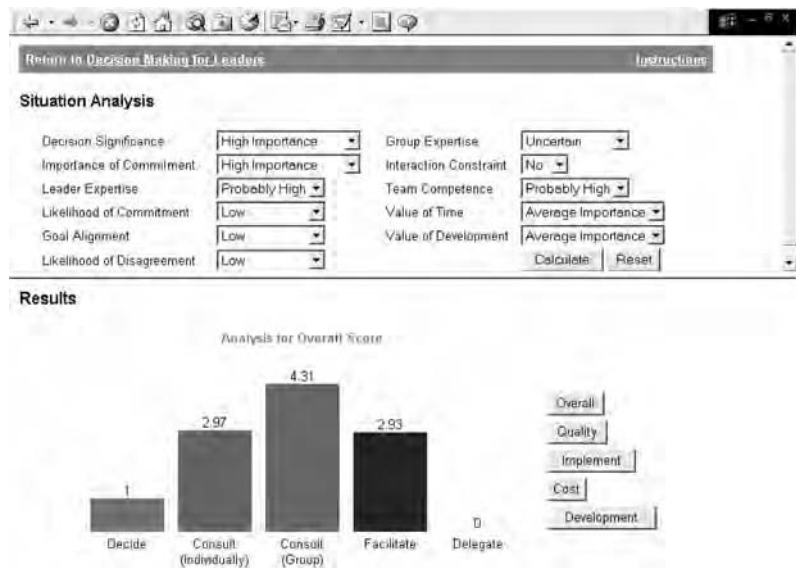 Return to Decision Making for Leaders
Instructions
Situation Analysis
Decision Significance High Importance Group Expertise Uncertain
Importance of Commitment High Importance Interaction Constraint No
Leader Expertise Probably High Team Competence Probably High
Likelihood of Commitment Low Value of Time Average Importance
Goal Alignment Low Value of Development Average Importance
Likelihood of Disagreement Low Calculate Reset
Results
Analysis for Overall Score
4.31
2.97
2.93
1
0
Decide
Consult (Individually)
Consult (Group)
Facilitate
Delegate
Overall
Quality
Implement
Cost
Development